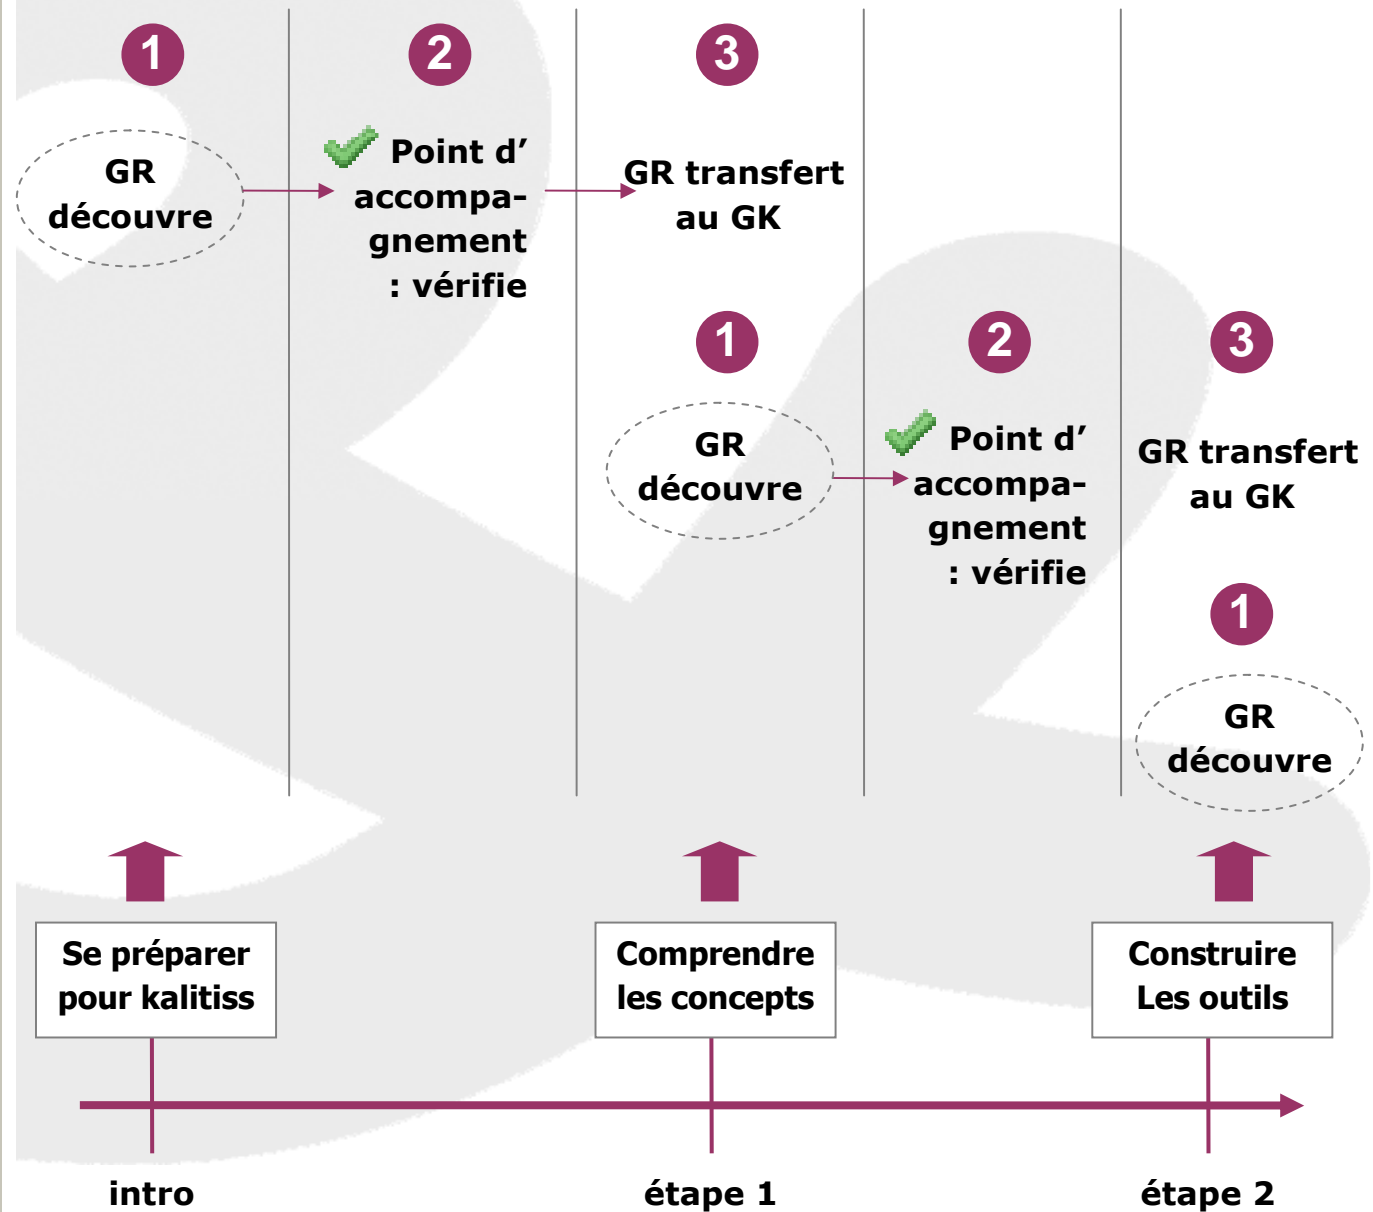 1
2
3
GR
découvre
Point d’
accompa-
gnement
: vérifie
GR transfert
au GK
1
2
3
GR
découvre
Point d’
accompa-
gnement
: vérifie
GR transfert
au GK
1
GR
découvre
Se préparer
pour kalitiss
Comprendre
les concepts
Construire
Les outils
intro
étape 1
étape 2